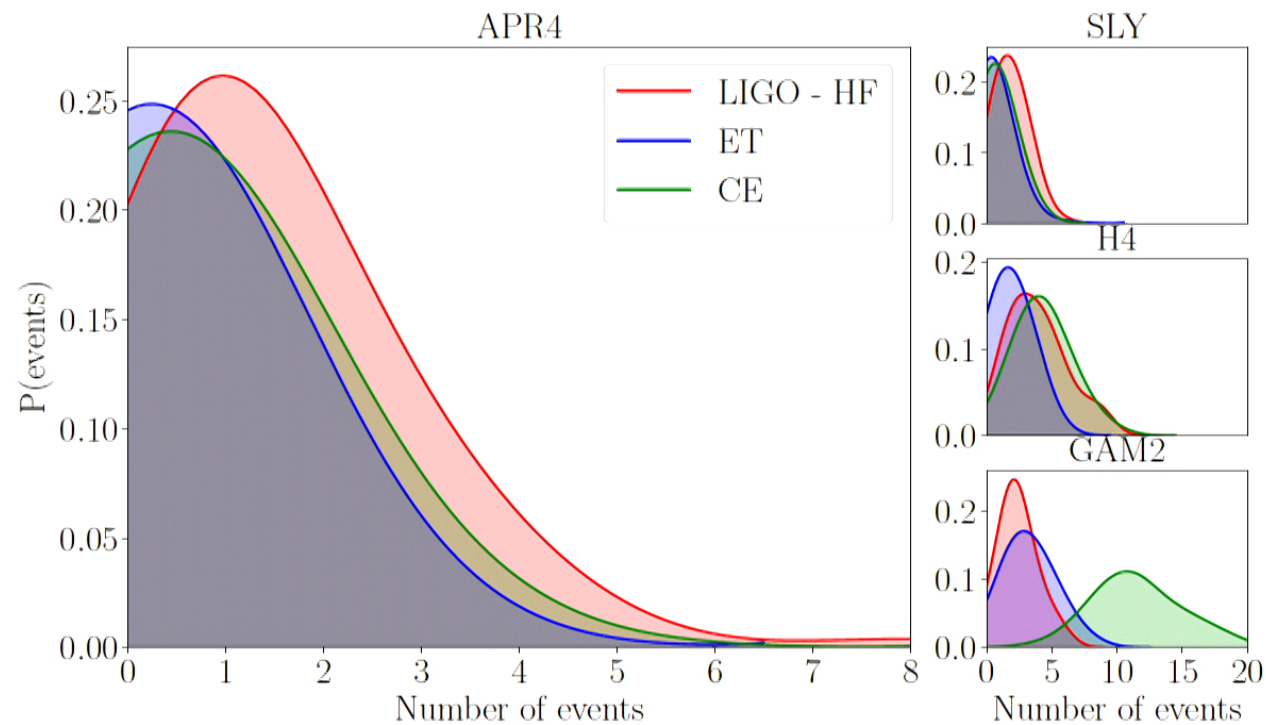 APR4
LIGO - HF
ET
CE
P(events)
0.25
0.20
0.15
0.10
0.05
0.00
0 1 2 3 4 5 6 7 8
Number of events
SLY
0.2
0.1
0.0
H4
0.2
0.1
0.0
GAM2
0.2
0.1
0.0
0 5 10 15 20
Number of events